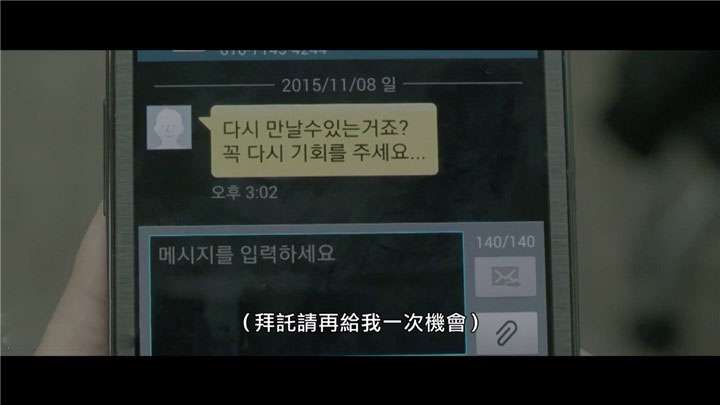 2015/11/08 일
다시 만날수있는거죠?
꼭 다시 기회를 주세요...
오후 3:02
140/140
메시지를 입력하세요
（拜託請再給我一次機會）